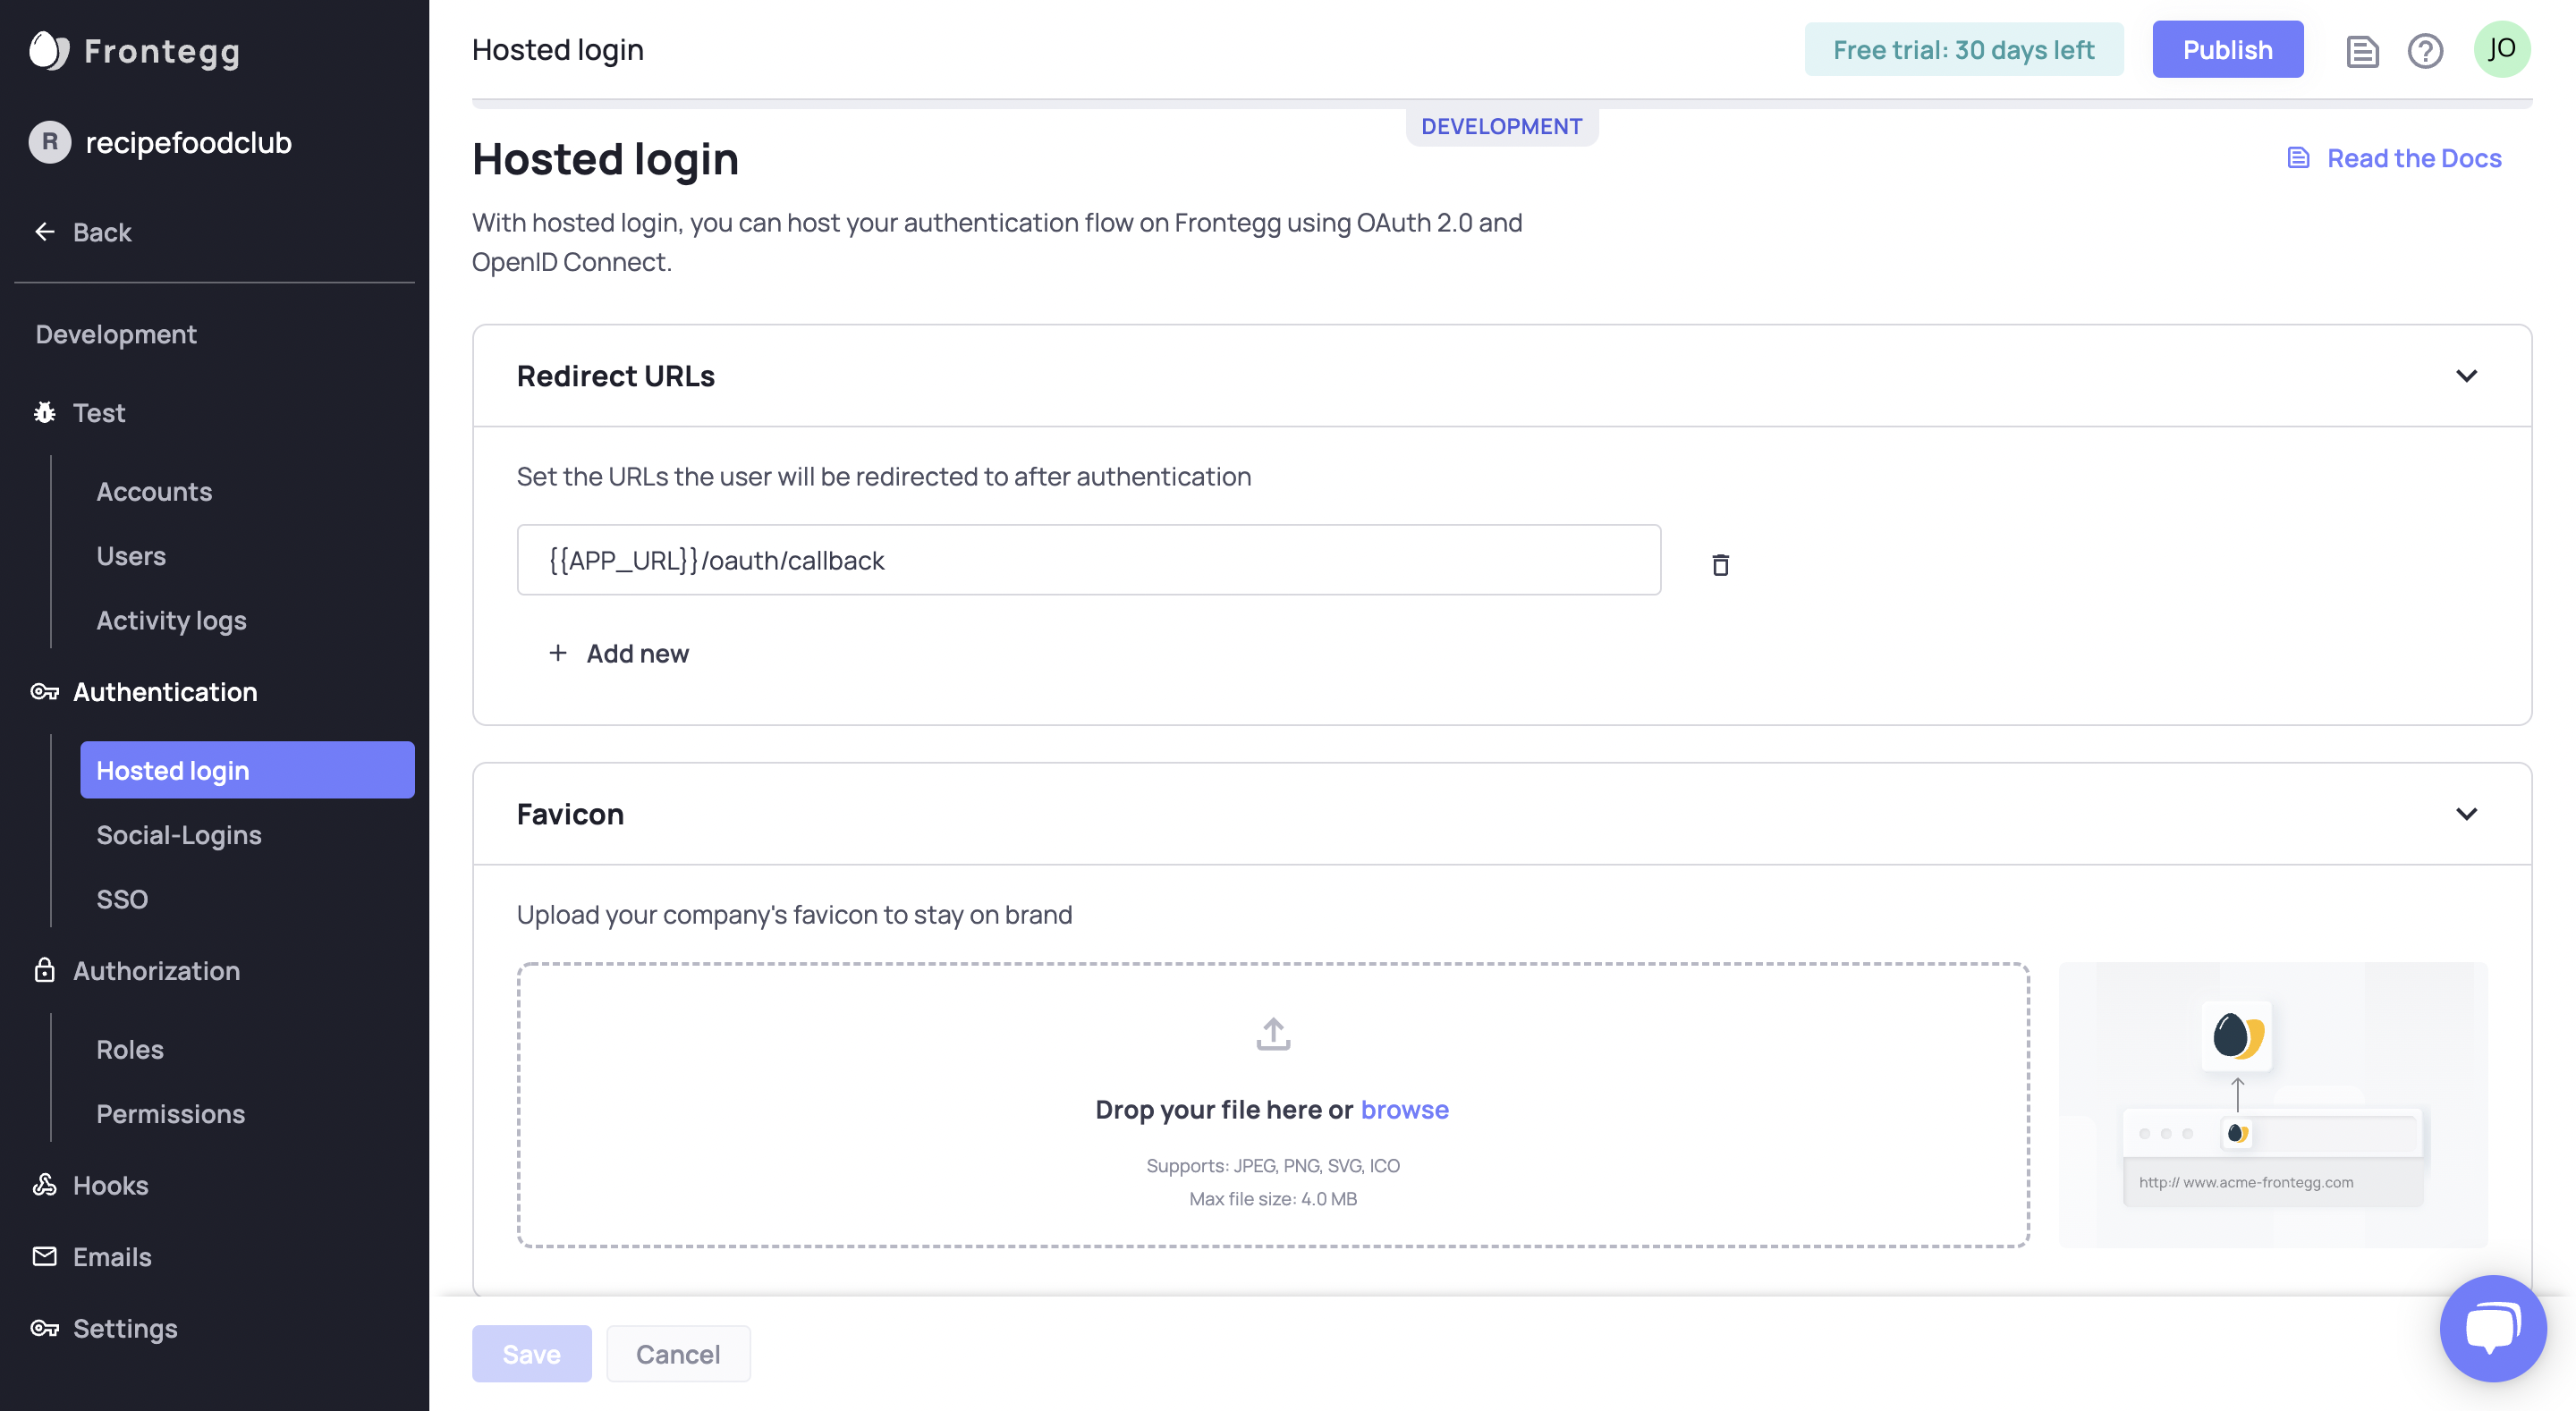 Frontegg
R recipefoodclub
Back
Development
Test
Accounts
Users
Activity logs
Authentication
Hosted login
Social-Logins
SSO
Authorization
Roles
Permissions
Hooks
Emails
Settings
Hosted login
Free trial: 30 days left
Publish
JO
DEVELOPMENT
Hosted login
Read the Docs
With hosted login, you can host your authentication flow on Frontegg using OAuth 2.0 and
OpenID Connect.
Redirect URLs
Set the URLs the user will be redirected to after authentication
{{APP_URL}}/oauth/callback
+ Add new
Favicon
Upload your company's favicon to stay on brand
Drop your file here or browse
Supports: JPEG, PNG, SVG, ICO
Max file size: 4.0 MB
http:// www.acme-frontegg.com
Save
Cancel